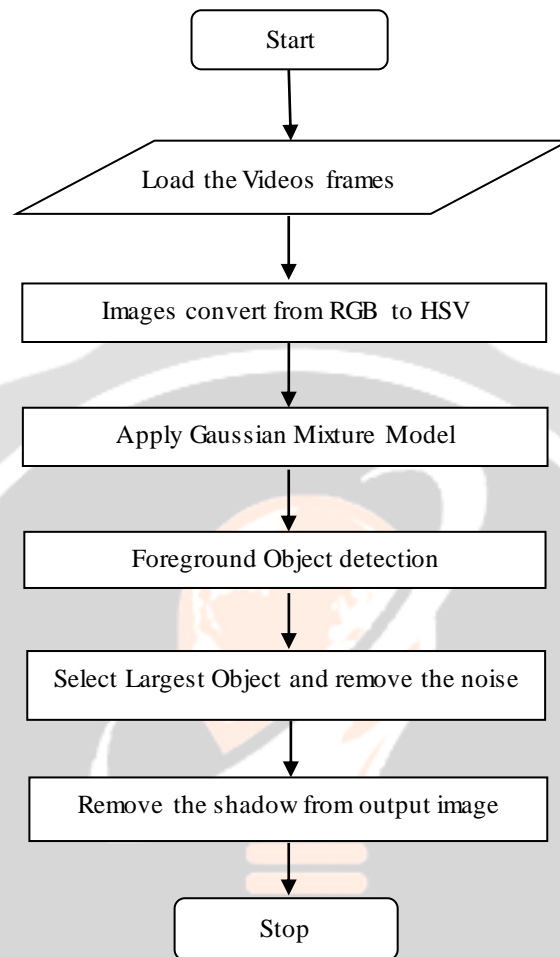 Start
Load the Videos frames
Images convert from RGB to HSV
Apply Gaussian Mixture Model
Foreground Object detection
Select Largest Object and remove the noise
Remove the shadow from output image
Stop